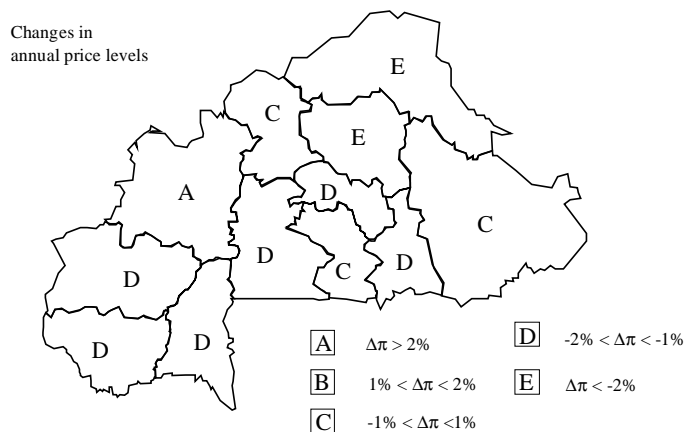 Changes in
annual price levels
E
C
E
A
D
C
D
D
C
D
D
D
A Δπ > 2%
B 1% < Δπ < 2%
C -1% < Δπ <1%
D -2% < Δπ < -1%
E Δπ < -2%